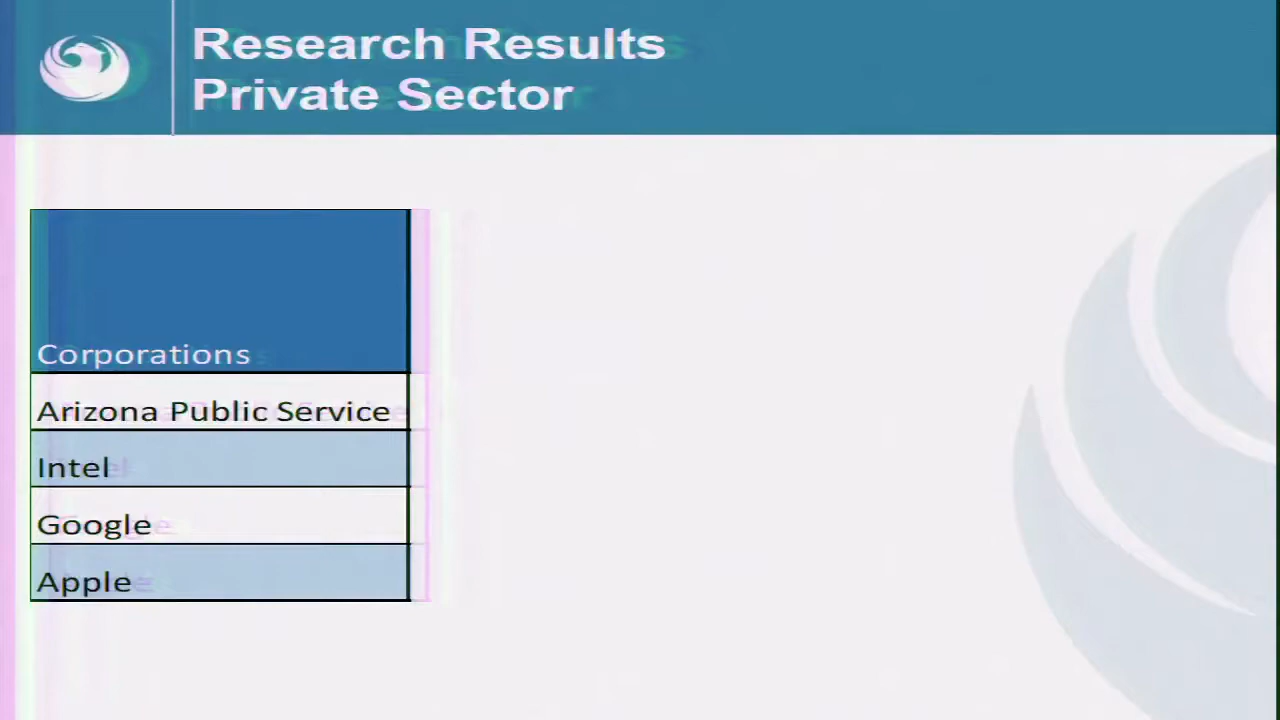 Research Results
Private Sector
Corporations
Arizona Public Service
Intel
Google
Apple